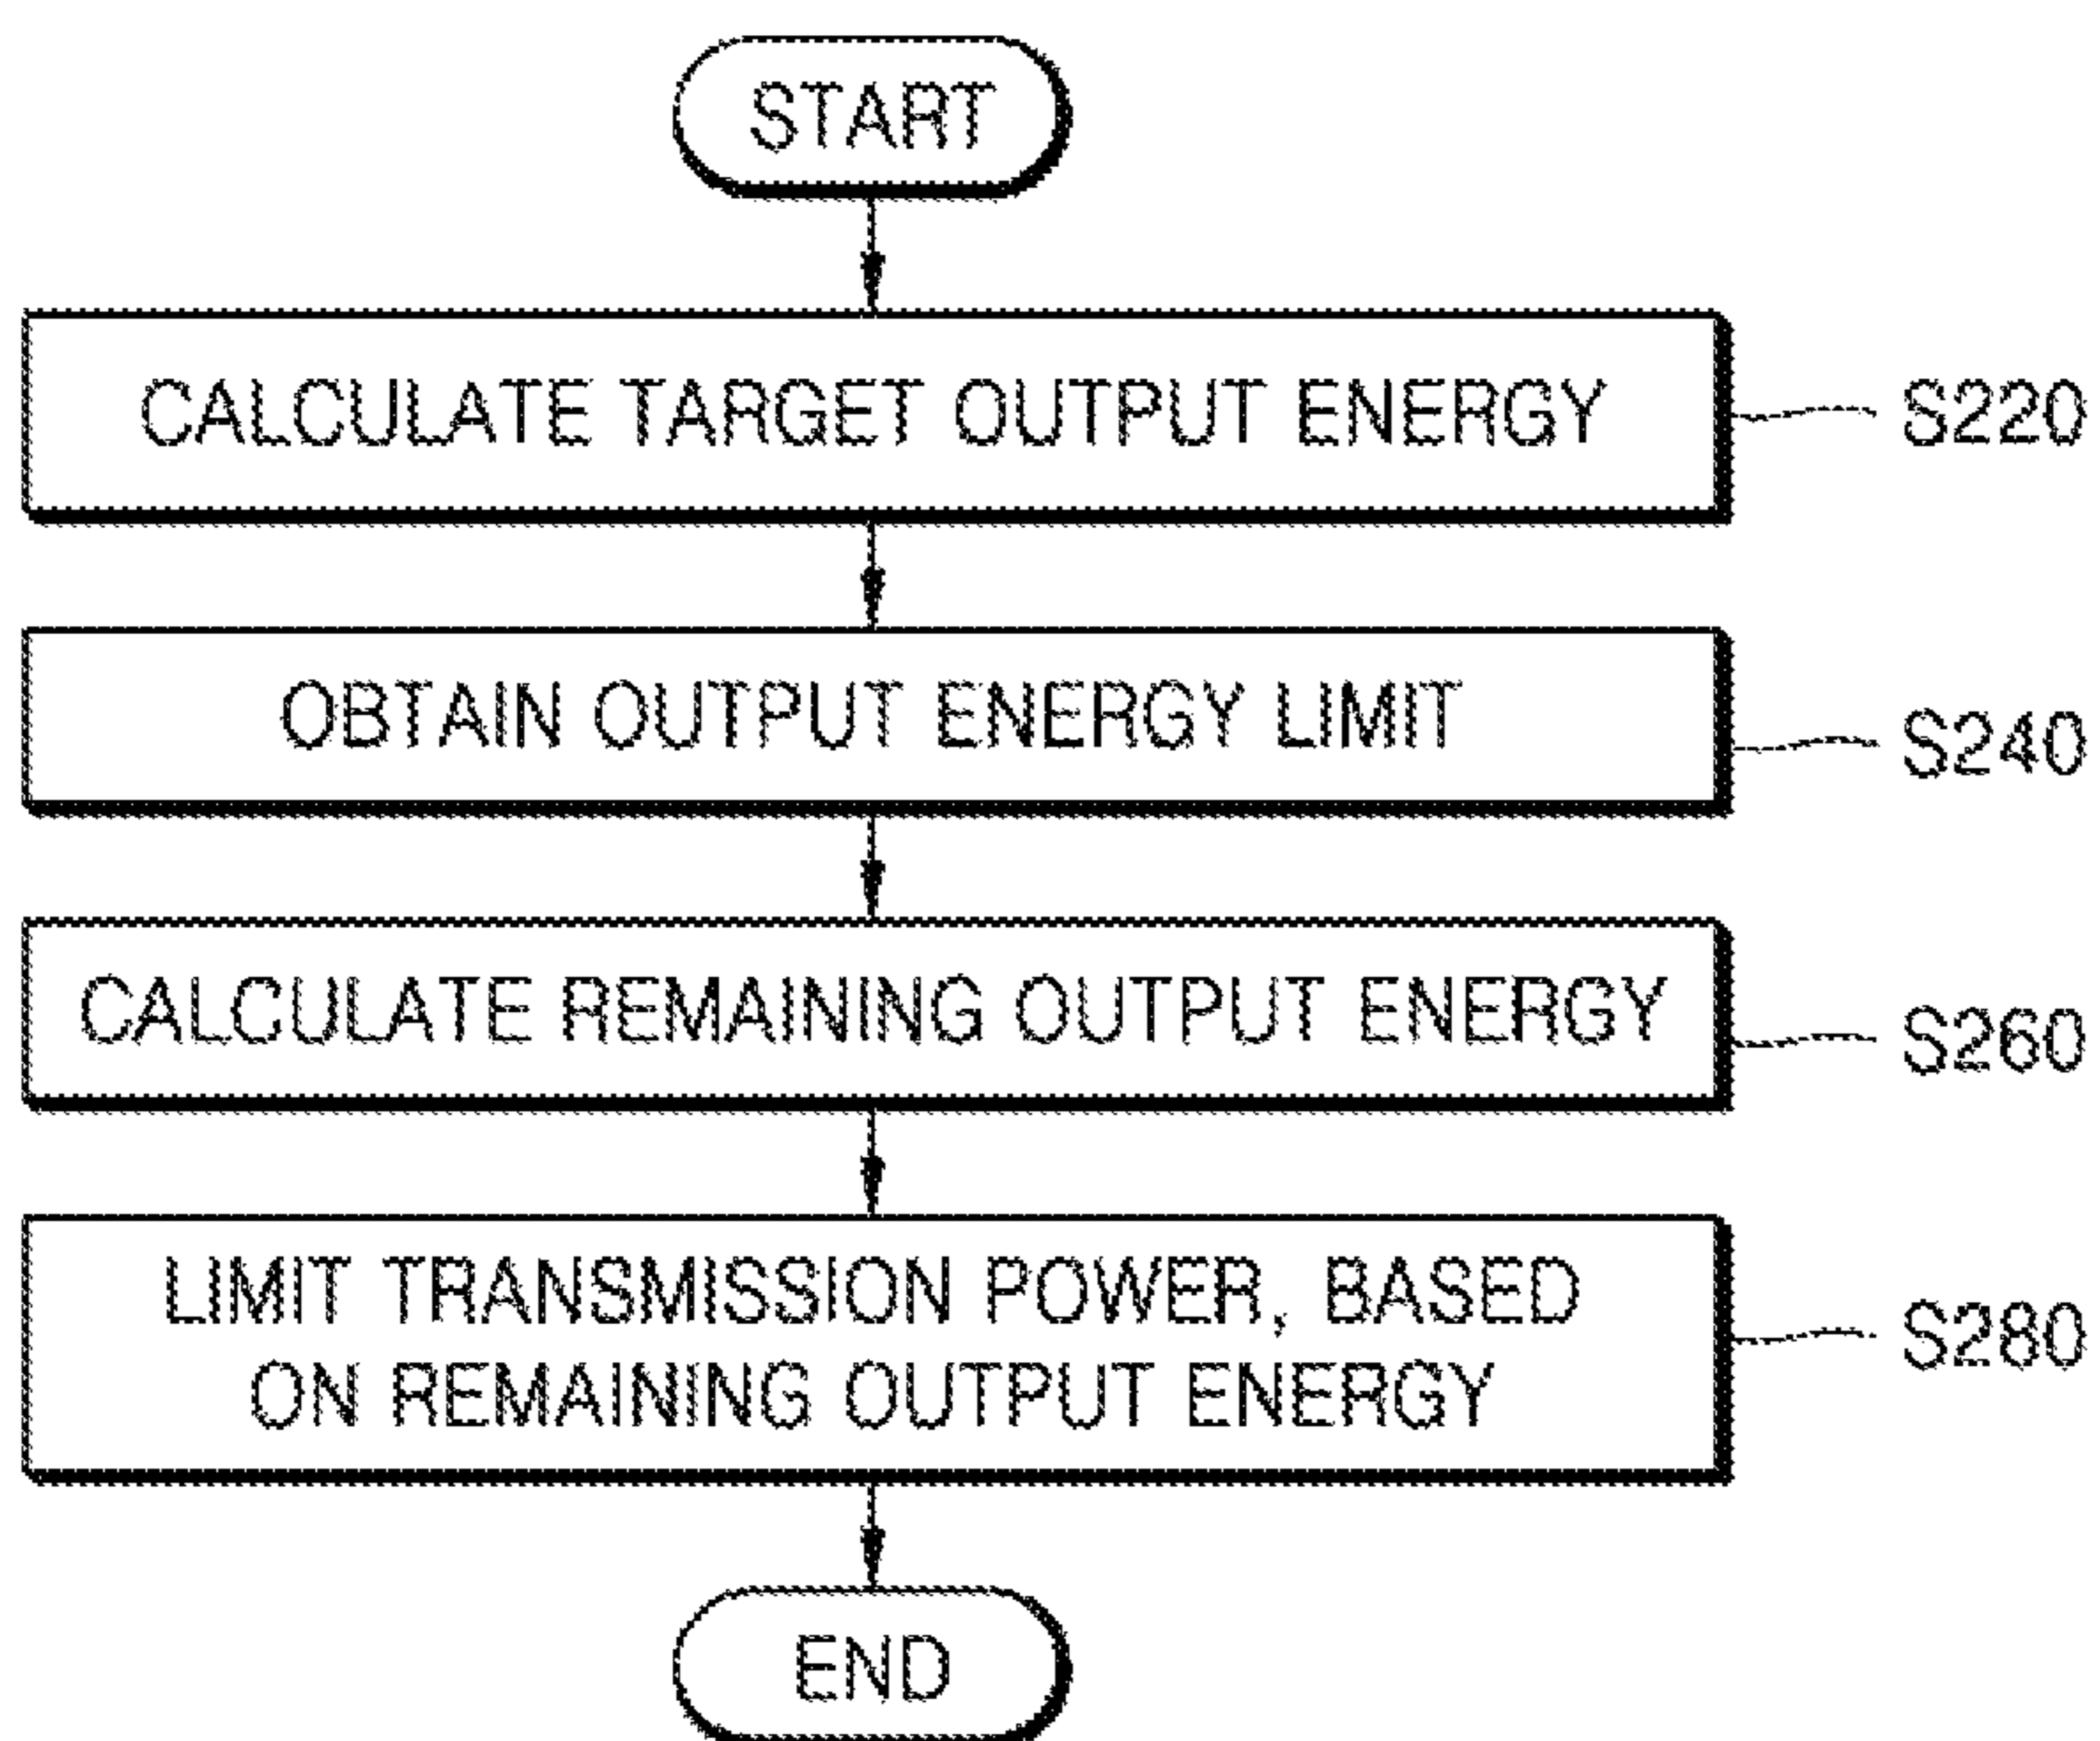 START
CALCULATE TARGET OUTPUT ENERGY
S220
OBTAIN OUTPUT ENERGY LIMIT
S240
CALCULATE REMAINING OUTPUT ENERGY
S260
LIMIT TRANSMISSION POWER, BASED
ON REMAINING OUTPUT ENERGY
S280
END